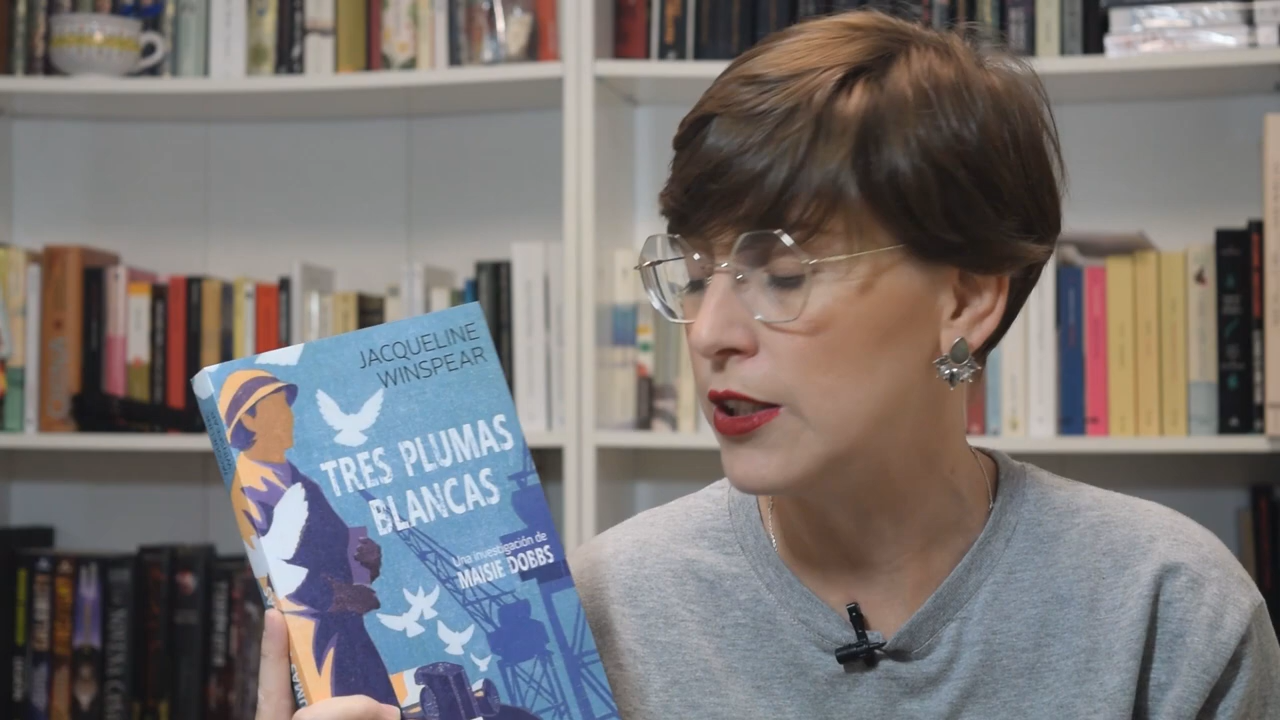 JACQUELINE
WINSPEAR
TRES PLUMAS
BLANCAS
Una investigación de
MAISIE DOBBS